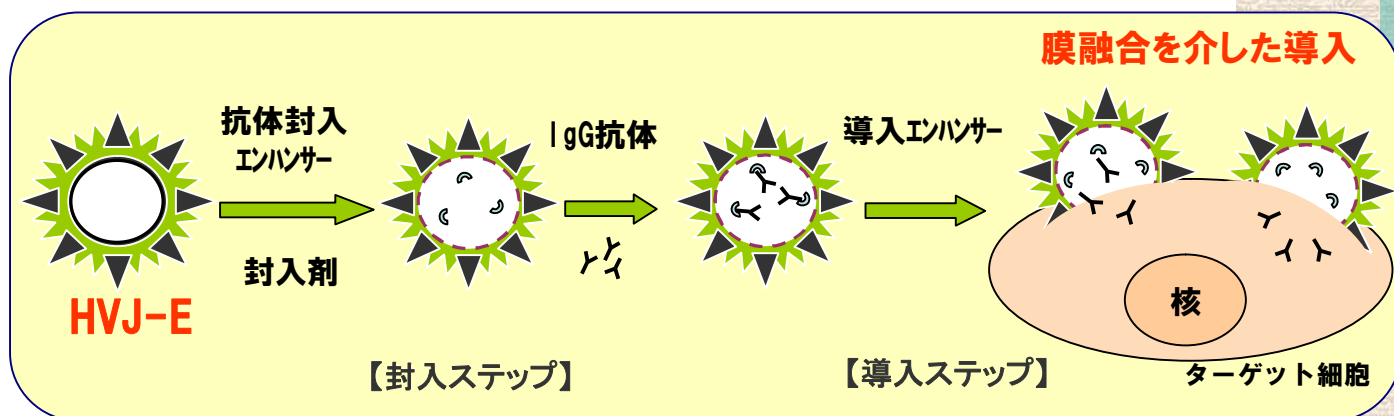 膜融合を介した導入
抗体封入
エンハンサー
IgG抗体
導入エンハンサー
封入剤
HVJ-E
核
【封入ステップ】
【導入ステップ】
ターゲット細胞